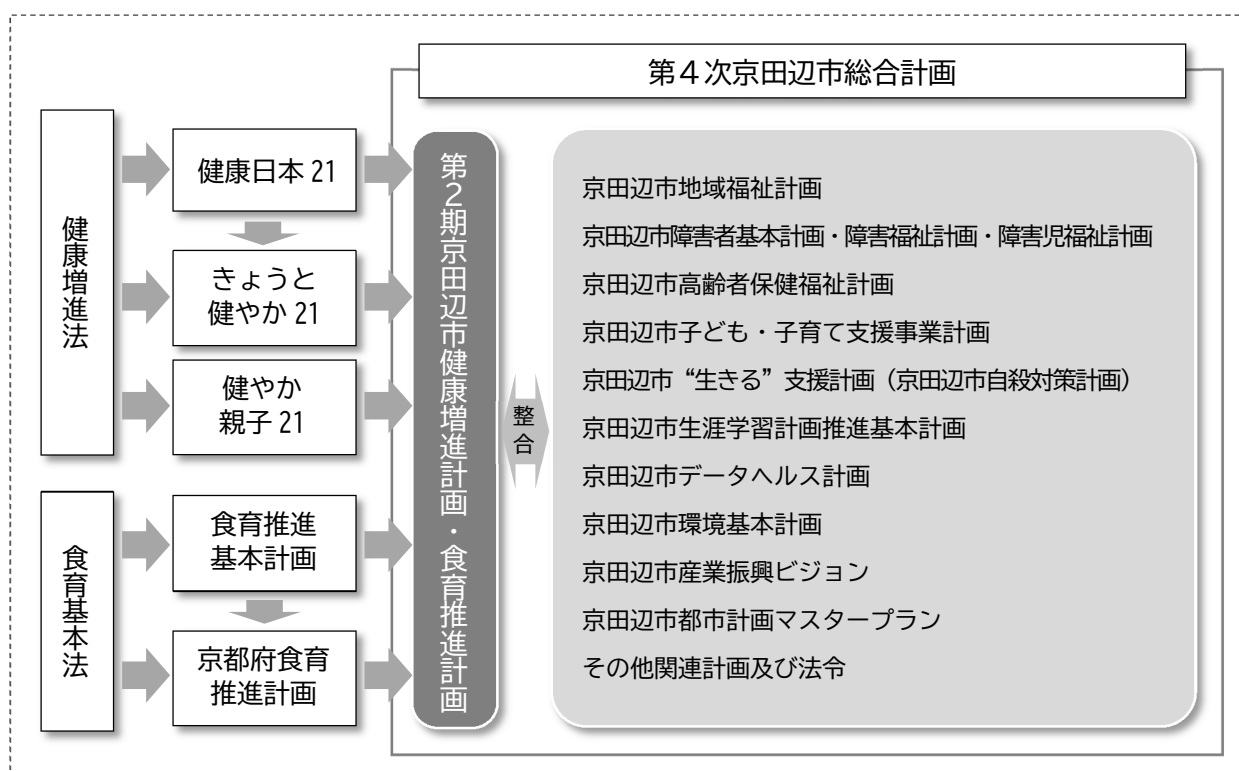 第4次京田辺市総合計画
健康増進法
健康日本 21
きょうと
健やか 21
健やか
親子 21
食育基本法
食育推進
基本計画
京都府食育
推進計画
第2期京田辺市健康増進計画・食育推進計画
整合
京田辺市地域福祉計画
京田辺市障害者基本計画・障害福祉計画・障害児福祉計画
京田辺市高齢者保健福祉計画
京田辺市子ども・子育て支援事業計画
京田辺市“生きる”支援計画（京田辺市自殺対策計画）
京田辺市生涯学習計画推進基本計画
京田辺市データヘルス計画
京田辺市環境基本計画
京田辺市産業振興ビジョン
京田辺市都市計画マスタープラン
その他関連計画及び法令